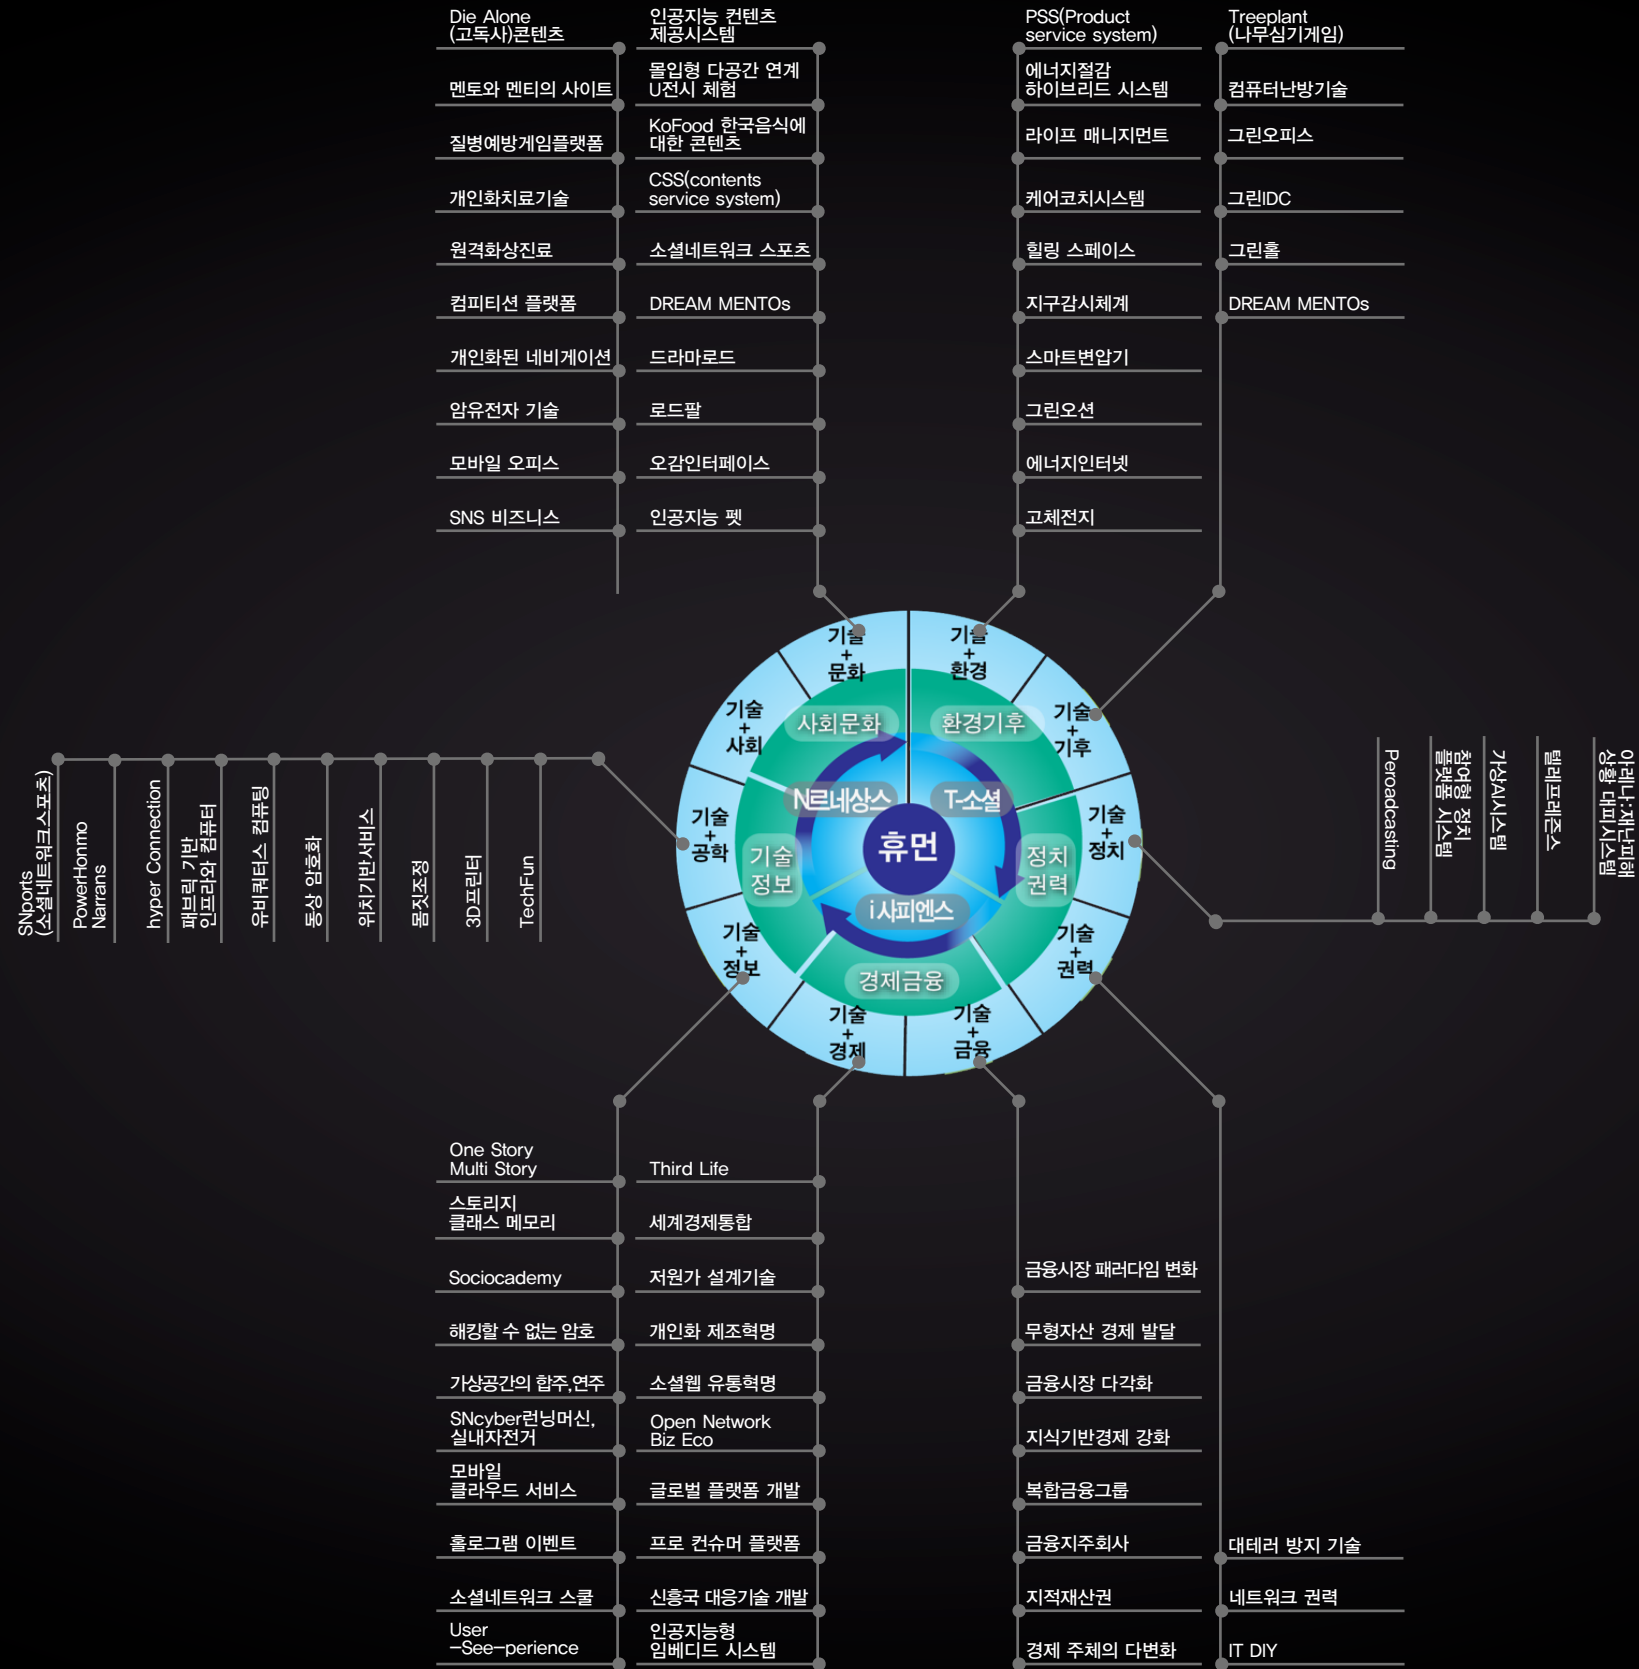 Die Alone
(고독사)콘텐츠
멘토와 멘티의 사이트
질병예방게임플랫폼
개인화치료기술
원격화상진료
컴피티션 플랫폼
개인화된 네비게이션
암유전자 기술
모바일 오피스
SNS 비즈니스
인공지능 컨텐츠
제공시스템
몰입형 다공간 연계
U전시 체험
KoFood 한국음식에
대한 콘텐츠
CSS(contents
service system)
소셜네트워크 스포츠
DREAM MENTOs
드라마로드
로드팔
오감인터페이스
인공지능 펫
PSS(Product
service system)
에너지절감
하이브리드 시스템
라이프 매니지먼트
케어코치시스템
힐링 스페이스
지구감시체계
스마트변압기
그린오션
에너지인터넷
고체전지
Treeplant
(나무심기게임)
컴퓨터난방기술
그린오피스
그린IDC
그린홀
DREAM MENTOs
기술
+
문화
기술
+
환경
기술
+
사회
기술
+
기후
기술
+
공학
기술
+
정치
기술
+
정보
기술
+
권력
기술
+
경제
기술
+
금융
사회문화
환경기후
N르네상스
T-소셜
휴먼
기술
정보
정치
권력
i 사피엔스
경제금융
SNports
(소셜네트워크스포츠)
PowerHonmo
Narrans
hyper Connection
패브릭 기반
인프라와 컴퓨터
유비쿼터스 컴퓨팅
동상 암호화
위치기반서비스
몸짓조정
3D프린터
TechFun
Peroadcasting
참여형 정치
플랫폼 시스템
가상AI시스템
텔레프레즌스
아레나:재난피해
상황 대피시스템
One Story
Multi Story
스토리지
클래스 메모리
Sociocademy
해킹할 수 없는 암호
가상공간의 합주,연주
SNcyber런닝머신,
실내자전거
모바일
클라우드 서비스
홀로그램 이벤트
소셜네트워크 스쿨
User
-See-perience
Third Life
세계경제통합
저원가 설계기술
개인화 제조혁명
소셜웹 유통혁명
Open Network
Biz Eco
글로벌 플랫폼 개발
프로 컨슈머 플랫폼
신흥국 대응기술 개발
인공지능형
임베디드 시스템
금융시장 패러다임 변화
무형자산 경제 발달
금융시장 다각화
지식기반경제 강화
복합금융그룹
금융지주회사
지적재산권
경제 주체의 다변화
대테러 방지 기술
네트워크 권력
IT DIY